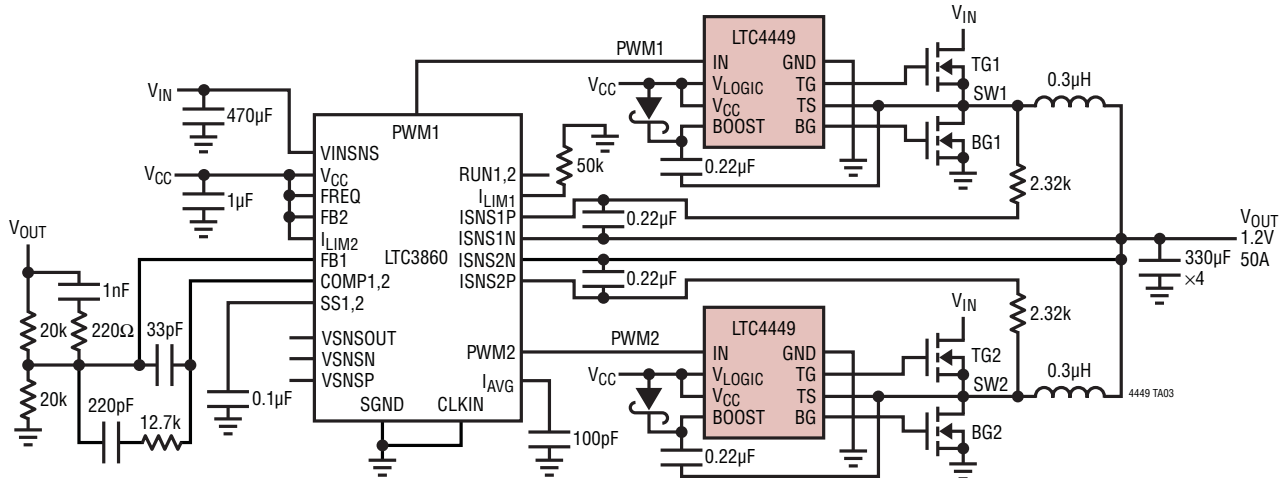 VIN
470µF
VCC
1µF
VOUT
1nF
20k
220Ω
33pF
20k
220pF
12.7k
0.1µF
PWM1
VINSNS
VCC
FREQ
FB2
ILIM2
FB1
COMP1,2
SS1,2
VSNSOUT
VSNSN
VSNSP
SGND
CLKIN
LTC3860
RUN1,2
ILIM1
ISNS1P
ISNS1N
ISNS2N
ISNS2P
PWM2
IAVG
50k
0.22µF
0.22µF
100pF
PWM1
VCC
LTC4449
IN
GND
VLOGIC
TG
VCC
TS
BOOST
BG
0.22µF
VIN
TG1
SW1
BG1
0.3µH
2.32k
VOUT
1.2V
50A
330µF
×4
PWM2
VCC
LTC4449
IN
GND
VLOGIC
TG
VCC
TS
BOOST
BG
0.22µF
VIN
TG2
SW2
BG2
2.32k
0.3µH
4449 TA03